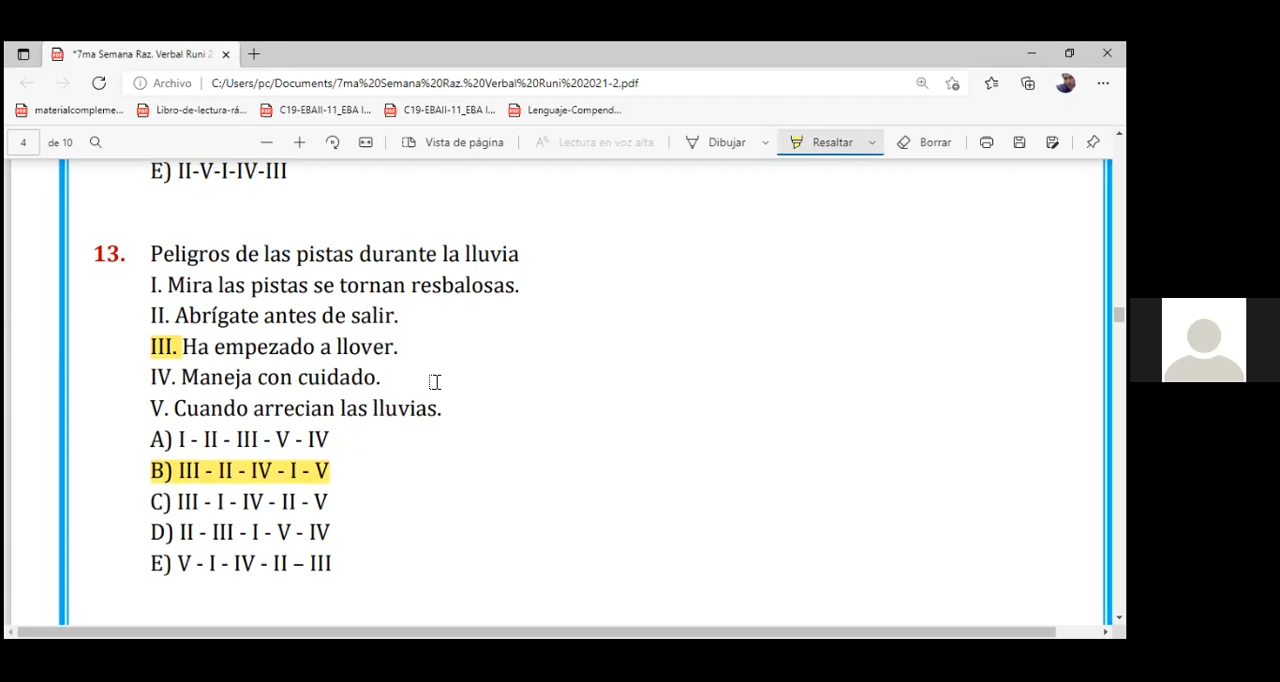 *7ma Semana Raz. Verbal Runi 2
Archivo C:/Users/pc/Documents/7ma%20Semana%20Raz.%20Verbal%20Runi%202021-2.pdf
materialcompleme... Libro-de-lectura-rá... C19-EBAII-11_EBA I... C19-EBAII-11_EBA I... Lenguaje-Compend...
4 de 10 Vista de página Lectura en voz alta Dibujar Resaltar Borrar
E) II-V-I-IV-III
13. Peligros de las pistas durante la lluvia
I. Mira las pistas se tornan resbalosas.
II. Abrígate antes de salir.
III. Ha empezado a llover.
IV. Maneja con cuidado.
V. Cuando arrecian las lluvias.
A) I - II - III - V - IV
B) III - II - IV - I - V
C) III - I - IV - II - V
D) II - III - I - V - IV
E) V - I - IV - II – III